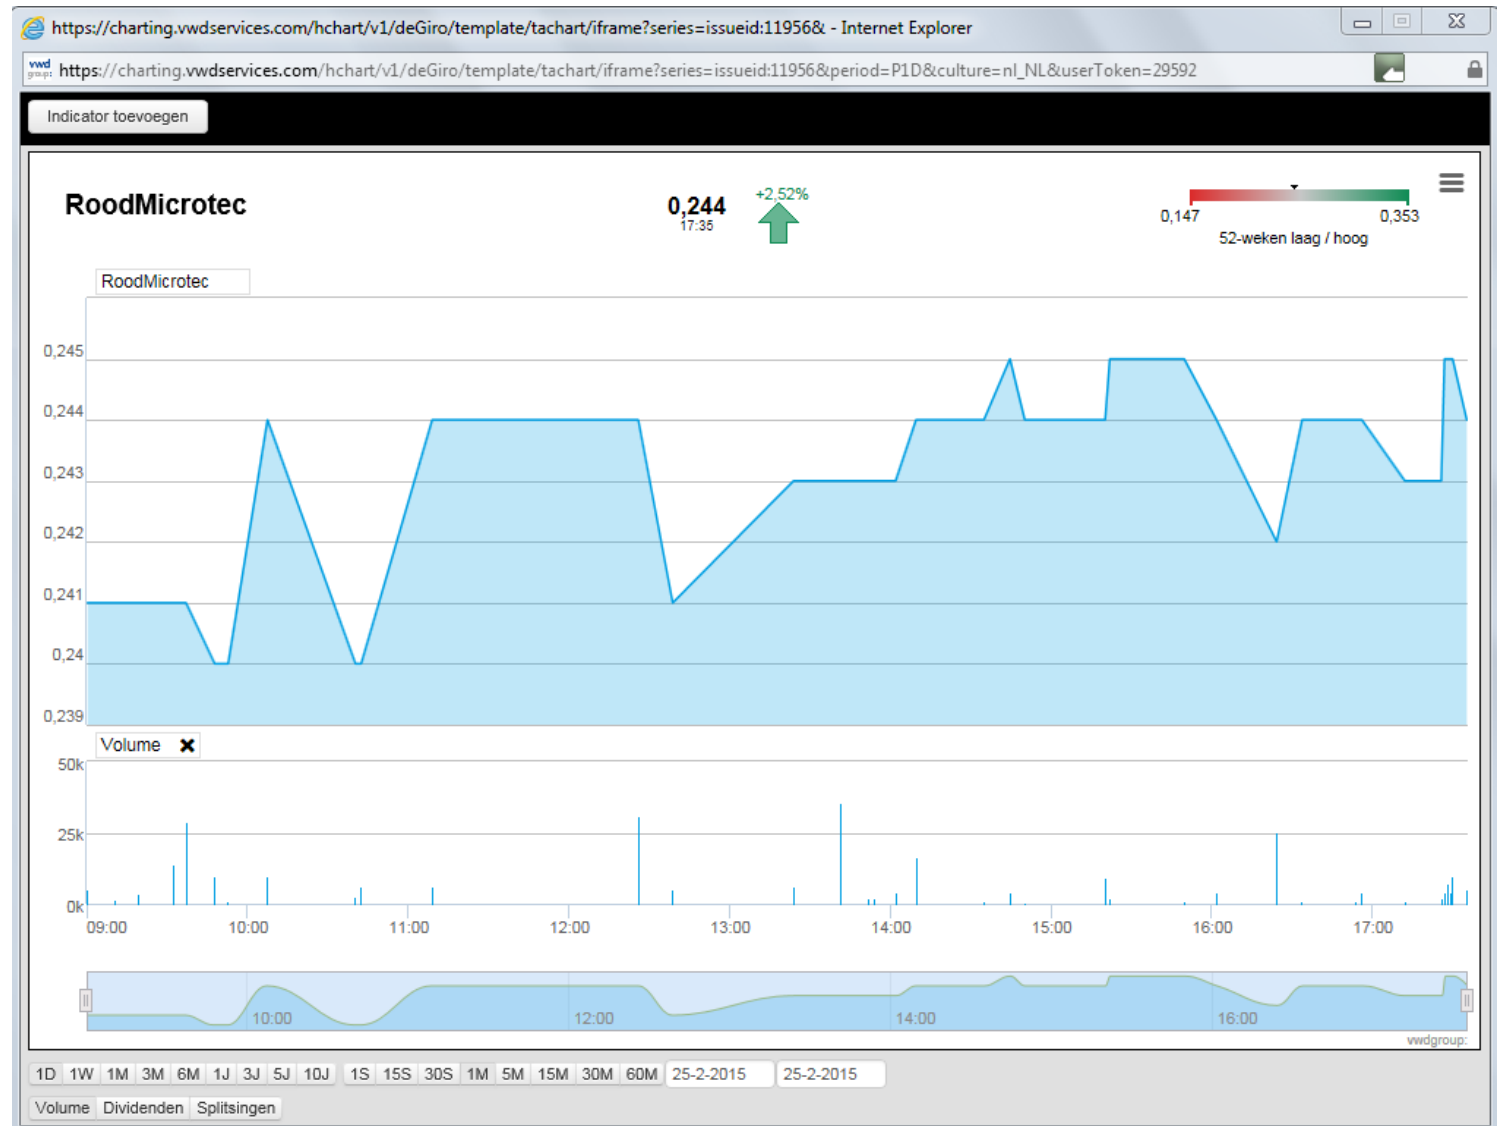 https://charting.vwdservices.com/hchart/v1/deGiro/template/tachart/iframe?series=issueid:11956& - Internet Explorer
vwd group: https://charting.vwdservices.com/hchart/v1/deGiro/template/tachart/iframe?series=issueid:11956&period=P1D&culture=nl_NL&userToken=29592
Indicator toevoegen
RoodMicrotec
0,244
17:35
+2,52%
0,147 0,353
52-weken laag / hoog
RoodMicrotec
0,245
0,244
0,243
0,242
0,241
0,24
0,239
Volume
50k
25k
0k
09:00 10:00 11:00 12:00 13:00 14:00 15:00 16:00 17:00
10:00 12:00 14:00 16:00
vwdgroup:
1D 1W 1M 3M 6M 1J 3J 5J 10J 1S 15S 30S 1M 5M 15M 30M 60M 25-2-2015 25-2-2015
Volume Dividenden Splitsingen